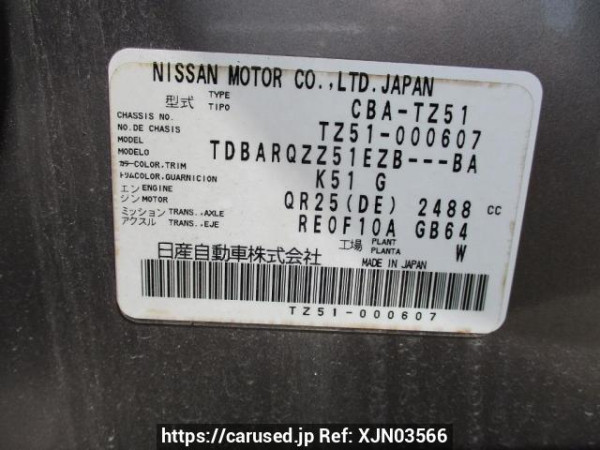 NISSAN MOTOR CO.,LTD.JAPAN
型式 TYPE TIPO CBA-TZ51
CHASSIS NO. NO.DE CHASIS TZ51-000607
MODEL MODELO TDBARQZZ51EZB---BA
カラー COLOR,TRIM トリムCOLOR,GUARNICION K51 G
エンジン ENGINE MOTOR QR25(DE) 2488 cc
ミッション アクスル TRANS.,AXLE TRANS.,EJE RE0F10A GB64
工場 PLANT PLANTA W
日産自動車株式会社 MADE IN JAPAN
TZ51-000607
https://carused.jp Ref: XJN03566